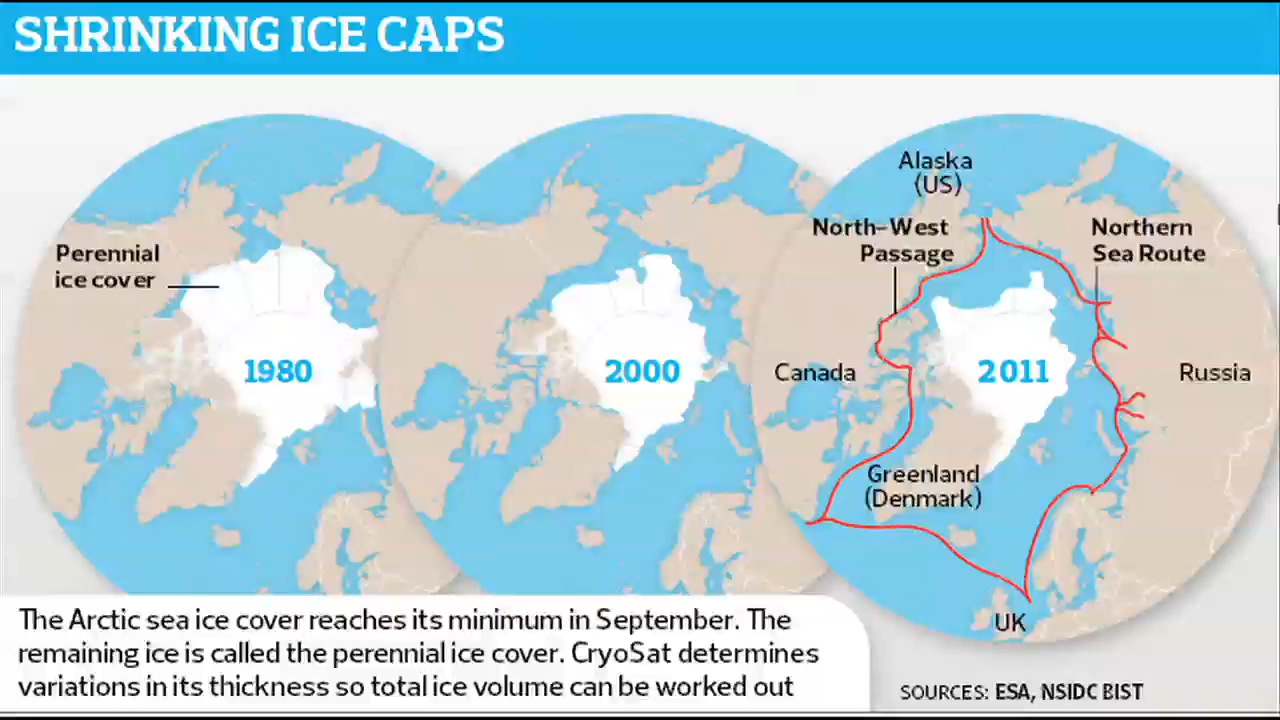 SHRINKING ICE CAPS
Perennial
ice cover
1980
2000
Alaska
(US)
North-West
Passage
Northern
Sea Route
Canada
2011
Russia
Greenland
(Denmark)
UK
The Arctic sea ice cover reaches its minimum in September. The
remaining ice is called the perennial ice cover. CryoSat determines
variations in its thickness so total ice volume can be worked out
SOURCES: ESA, NSIDC BIST